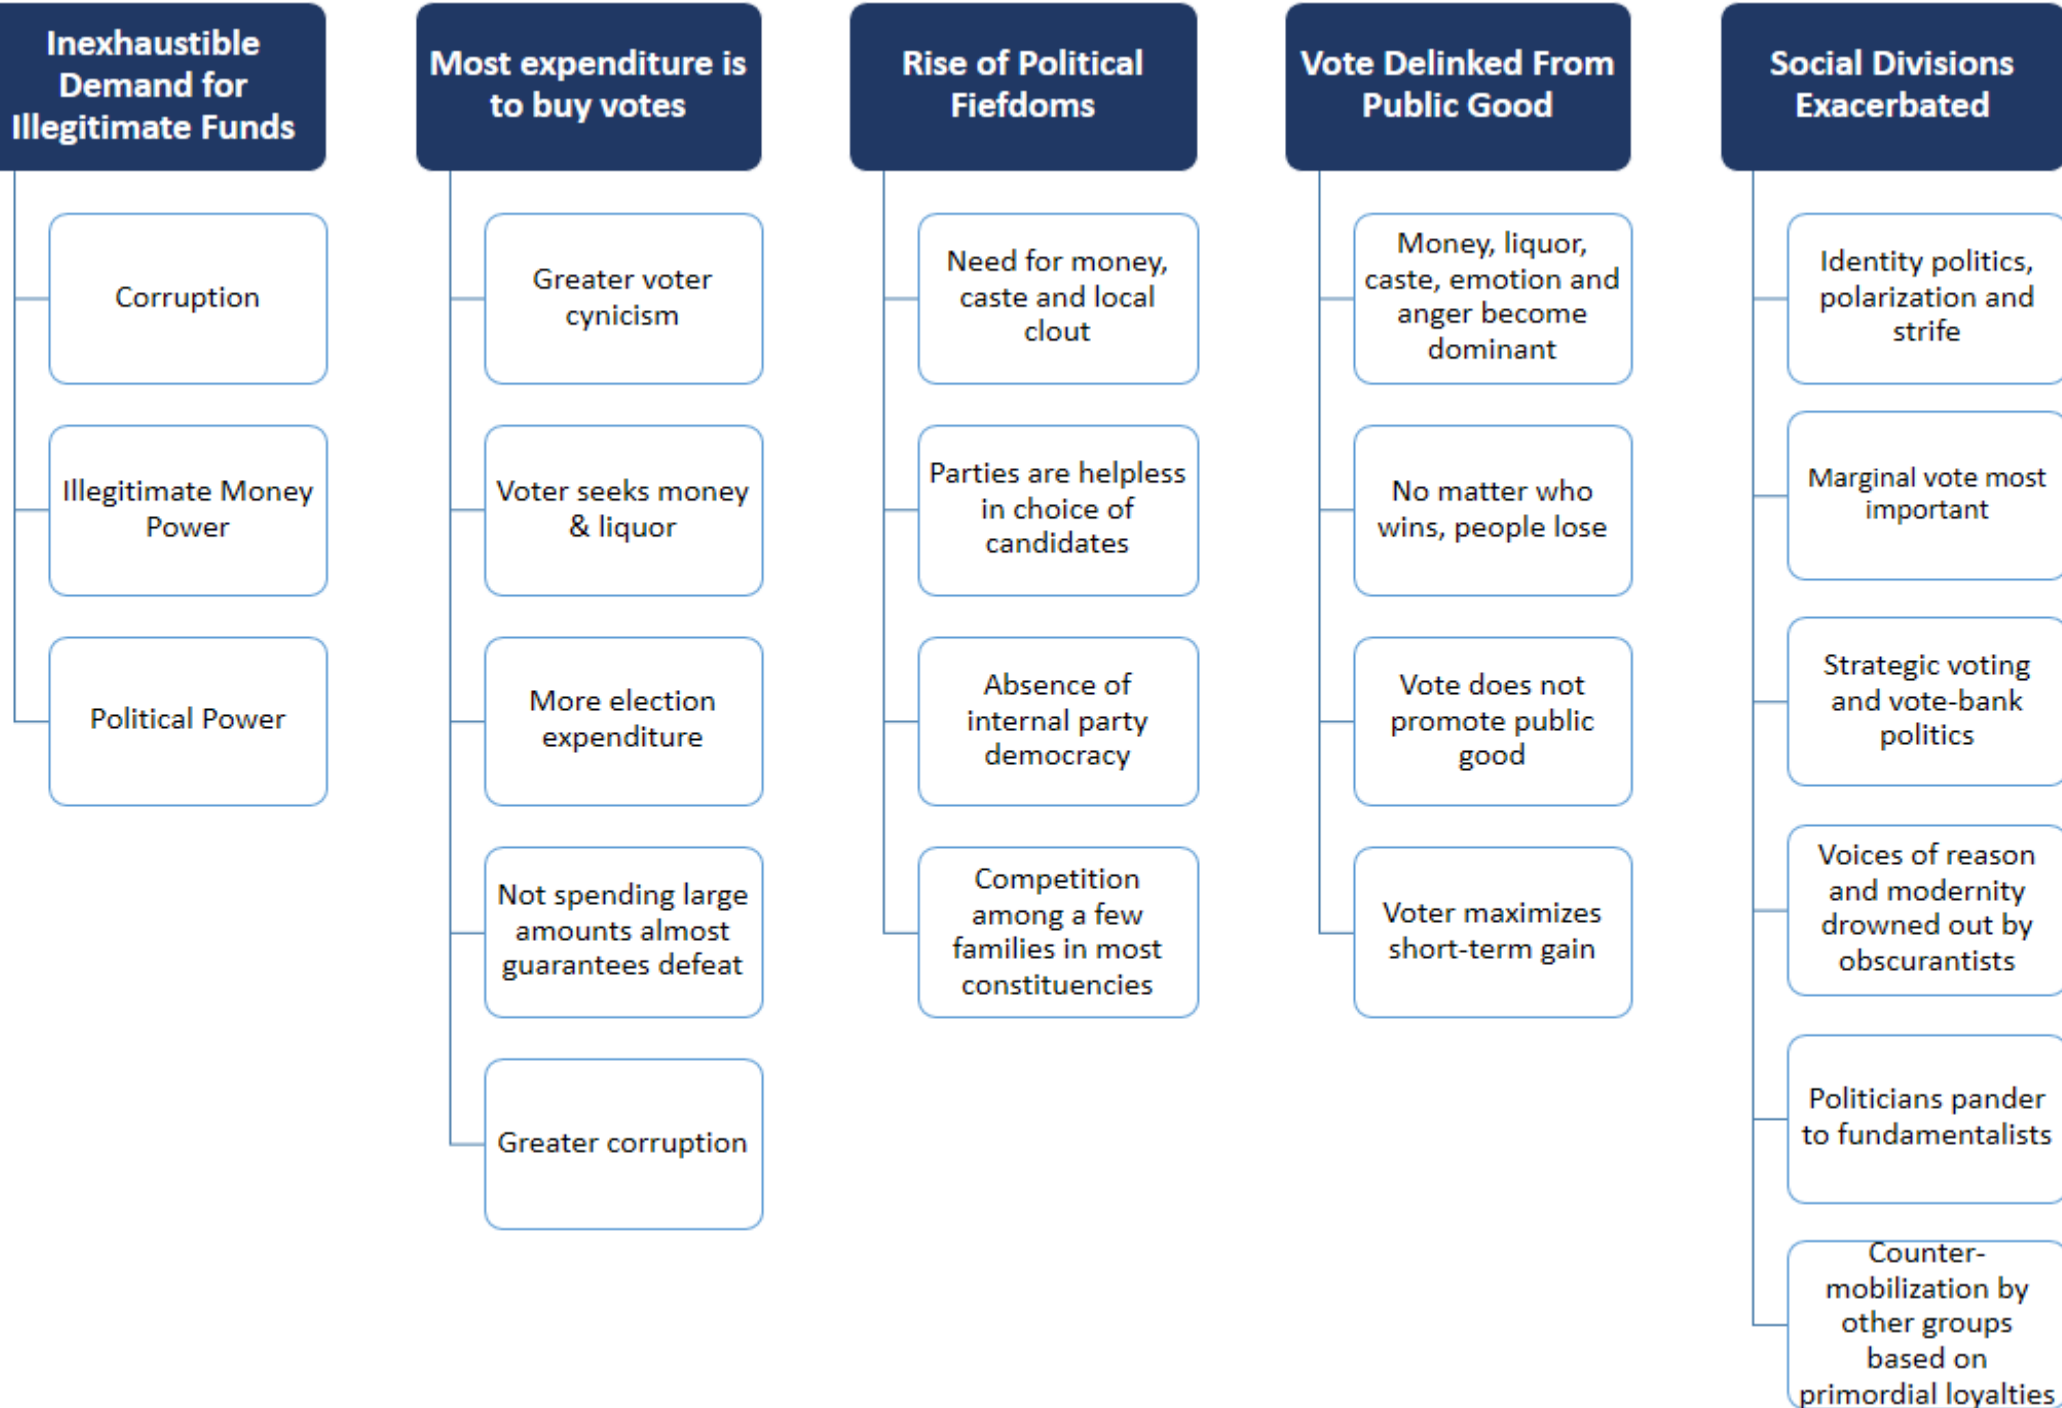 Inexhaustible
Demand for
Illegitimate Funds
Corruption
Illegitimate Money
Power
Political Power
Most expenditure is
to buy votes
Greater voter
cynicism
Voter seeks money
& liquor
More election
expenditure
Not spending large
amounts almost
guarantees defeat
Greater corruption
Rise of Political
Fiefdoms
Need for money,
caste and local
clout
Parties are helpless
in choice of
candidates
Absence of
internal party
democracy
Competition
among a few
families in most
constituencies
Vote Delinked From
Public Good
Money, liquor,
caste, emotion and
anger become
dominant
No matter who
wins, people lose
Vote does not
promote public
good
Voter maximizes
short-term gain
Social Divisions
Exacerbated
Identity politics,
polarization and
strife
Marginal vote most
important
Strategic voting
and vote-bank
politics
Voices of reason
and modernity
drowned out by
obscurantists
Politicians pander
to fundamentalists
Counter-
mobilization by
other groups
based on
primordial loyalties